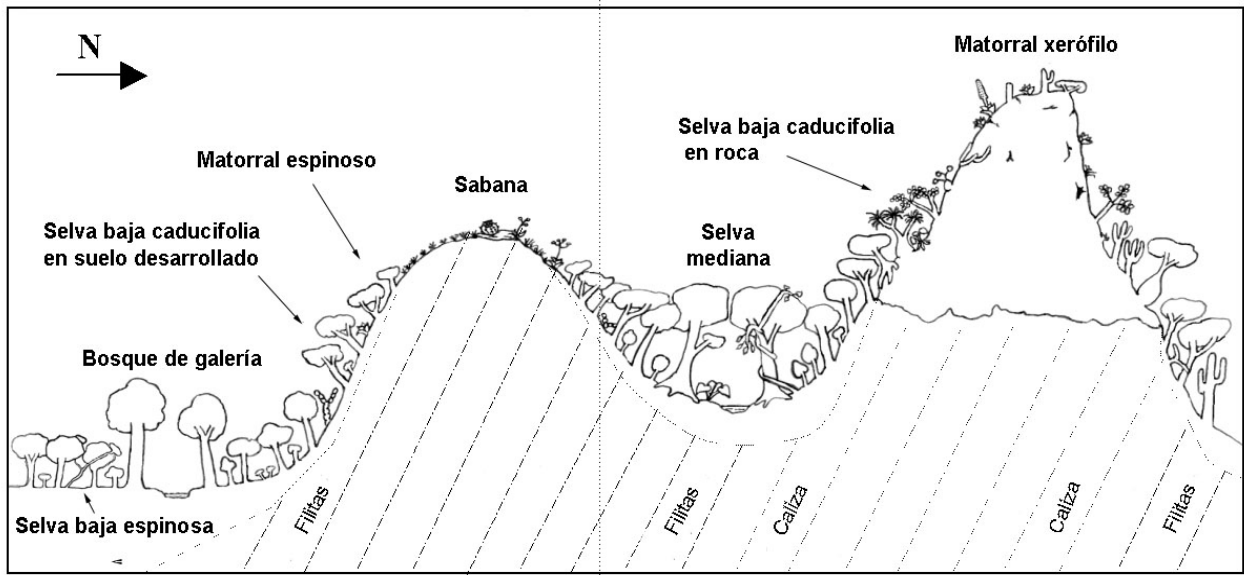 N
Matorral xerófilo
Selva baja caducifolia
en roca
Matorral espinoso
Sabana
Selva baja caducifolia
en suelo desarrollado
Selva
mediana
Bosque de galería
Selva baja espinosa
Filitas
Filitas
Caliza
Caliza
Filitas